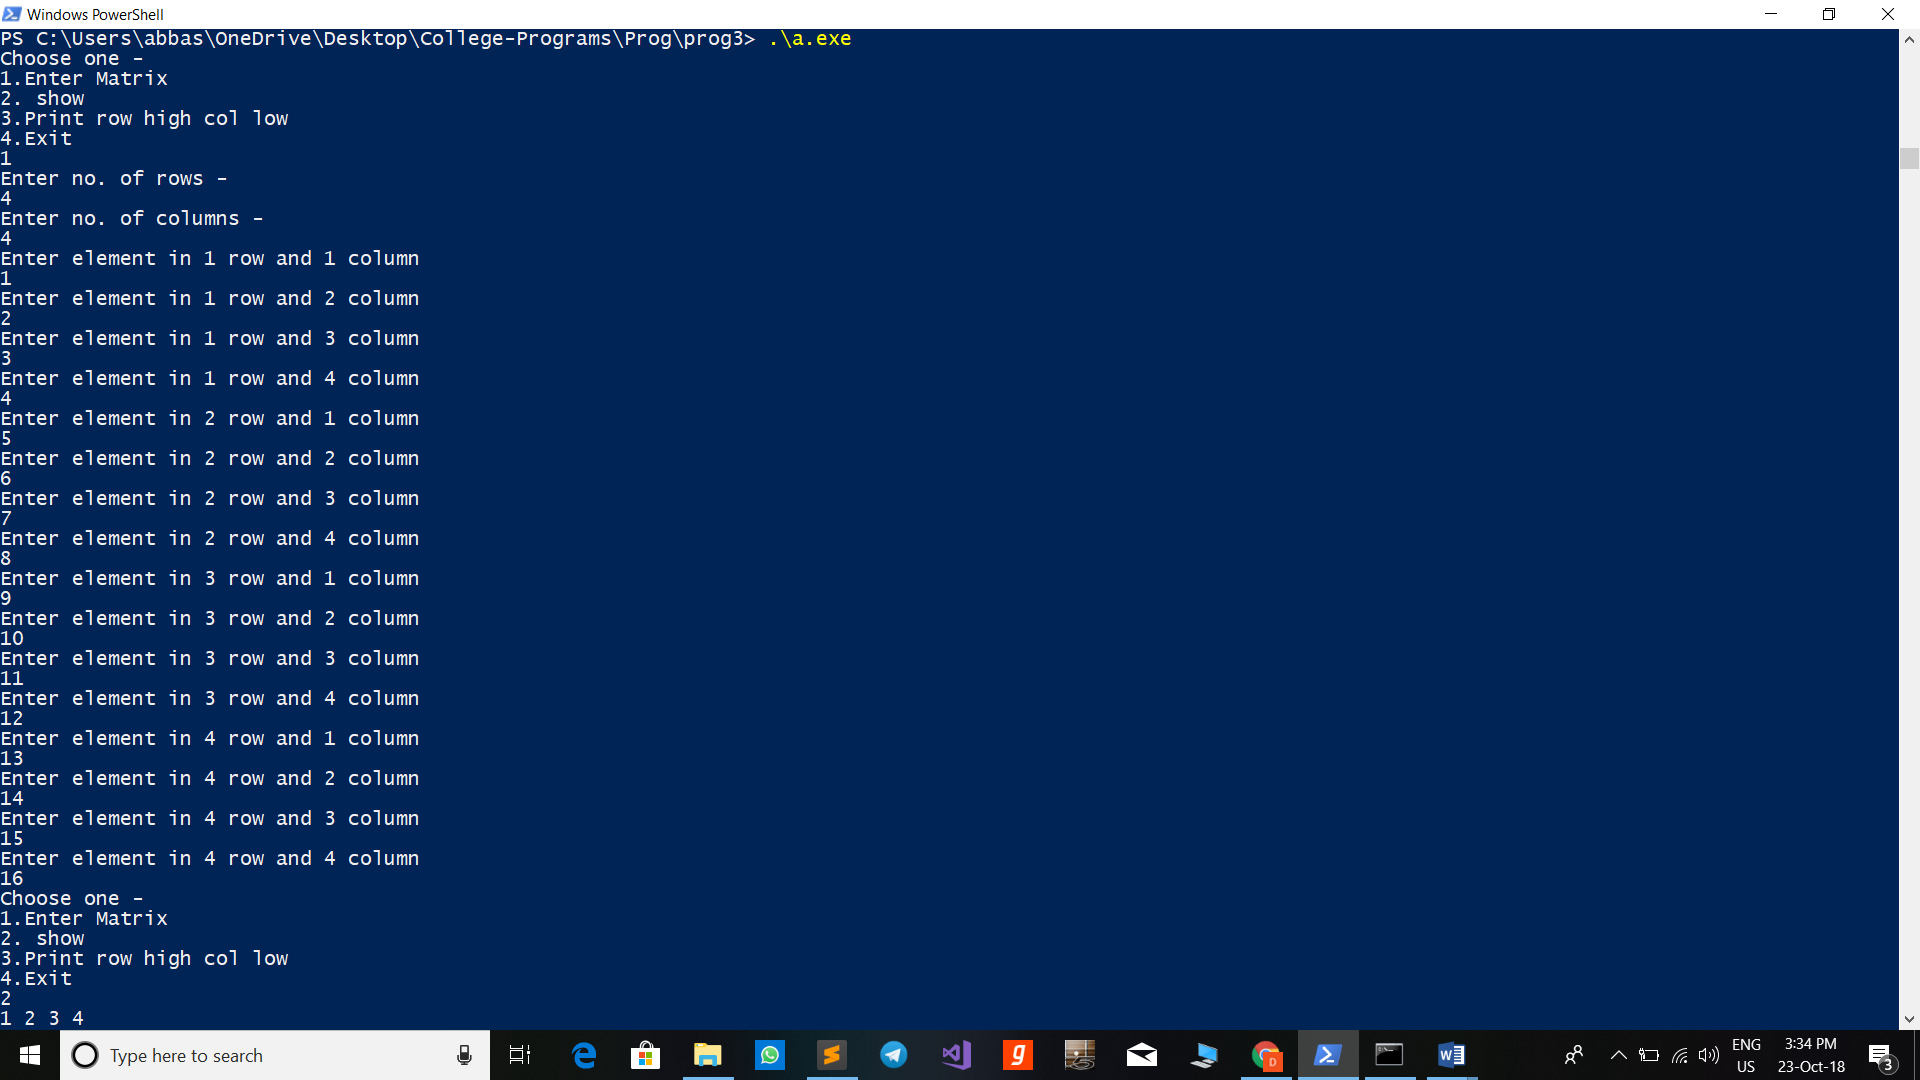 Windows PowerShell
PS C:\Users\abbas\OneDrive\Desktop\College-Programs\Prog\prog3> .\a.exe
Choose one -
1.Enter Matrix
2. show
3.Print row high col low
4.Exit
1
Enter no. of rows -
4
Enter no. of columns -
4
Enter element in 1 row and 1 column
1
Enter element in 1 row and 2 column
2
Enter element in 1 row and 3 column
3
Enter element in 1 row and 4 column
4
Enter element in 2 row and 1 column
5
Enter element in 2 row and 2 column
6
Enter element in 2 row and 3 column
7
Enter element in 2 row and 4 column
8
Enter element in 3 row and 1 column
9
Enter element in 3 row and 2 column
10
Enter element in 3 row and 3 column
11
Enter element in 3 row and 4 column
12
Enter element in 4 row and 1 column
13
Enter element in 4 row and 2 column
14
Enter element in 4 row and 3 column
15
Enter element in 4 row and 4 column
16
Choose one -
1.Enter Matrix
2. show
3.Print row high col low
4.Exit
2
1 2 3 4
Type here to search
ENG
US
3:34 PM
23-Oct-18
3